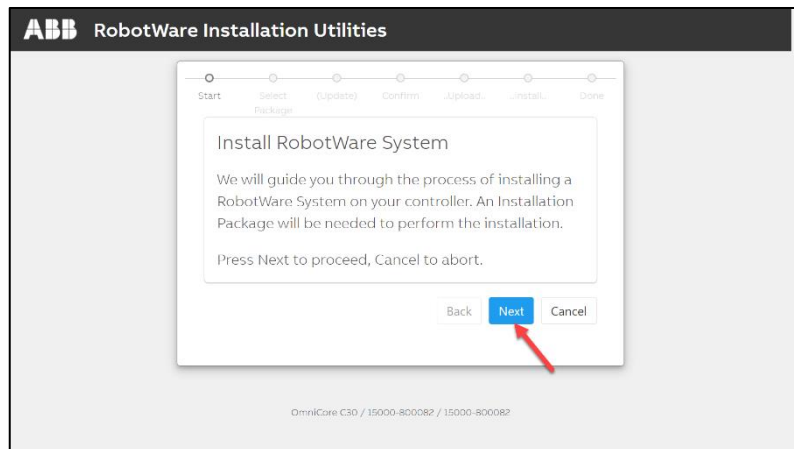 ABB RobotWare Installation Utilities
Start Select Package (Update) Confirm ..Upload.. ...Install... Done
Install RobotWare System
We will guide you through the process of installing a
RobotWare System on your controller. An Installation
Package will be needed to perform the installation.
Press Next to proceed, Cancel to abort.
Back Next Cancel
OmniCore C30 / 15000-800082 / 15000-800082